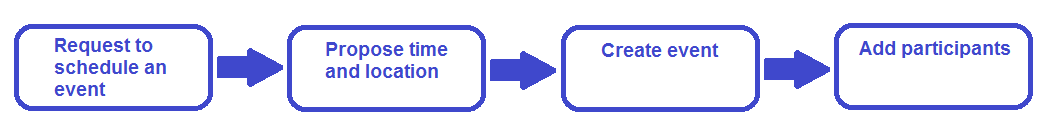 Request to
schedule an
event
Propose time
and location
Create event
Add participants